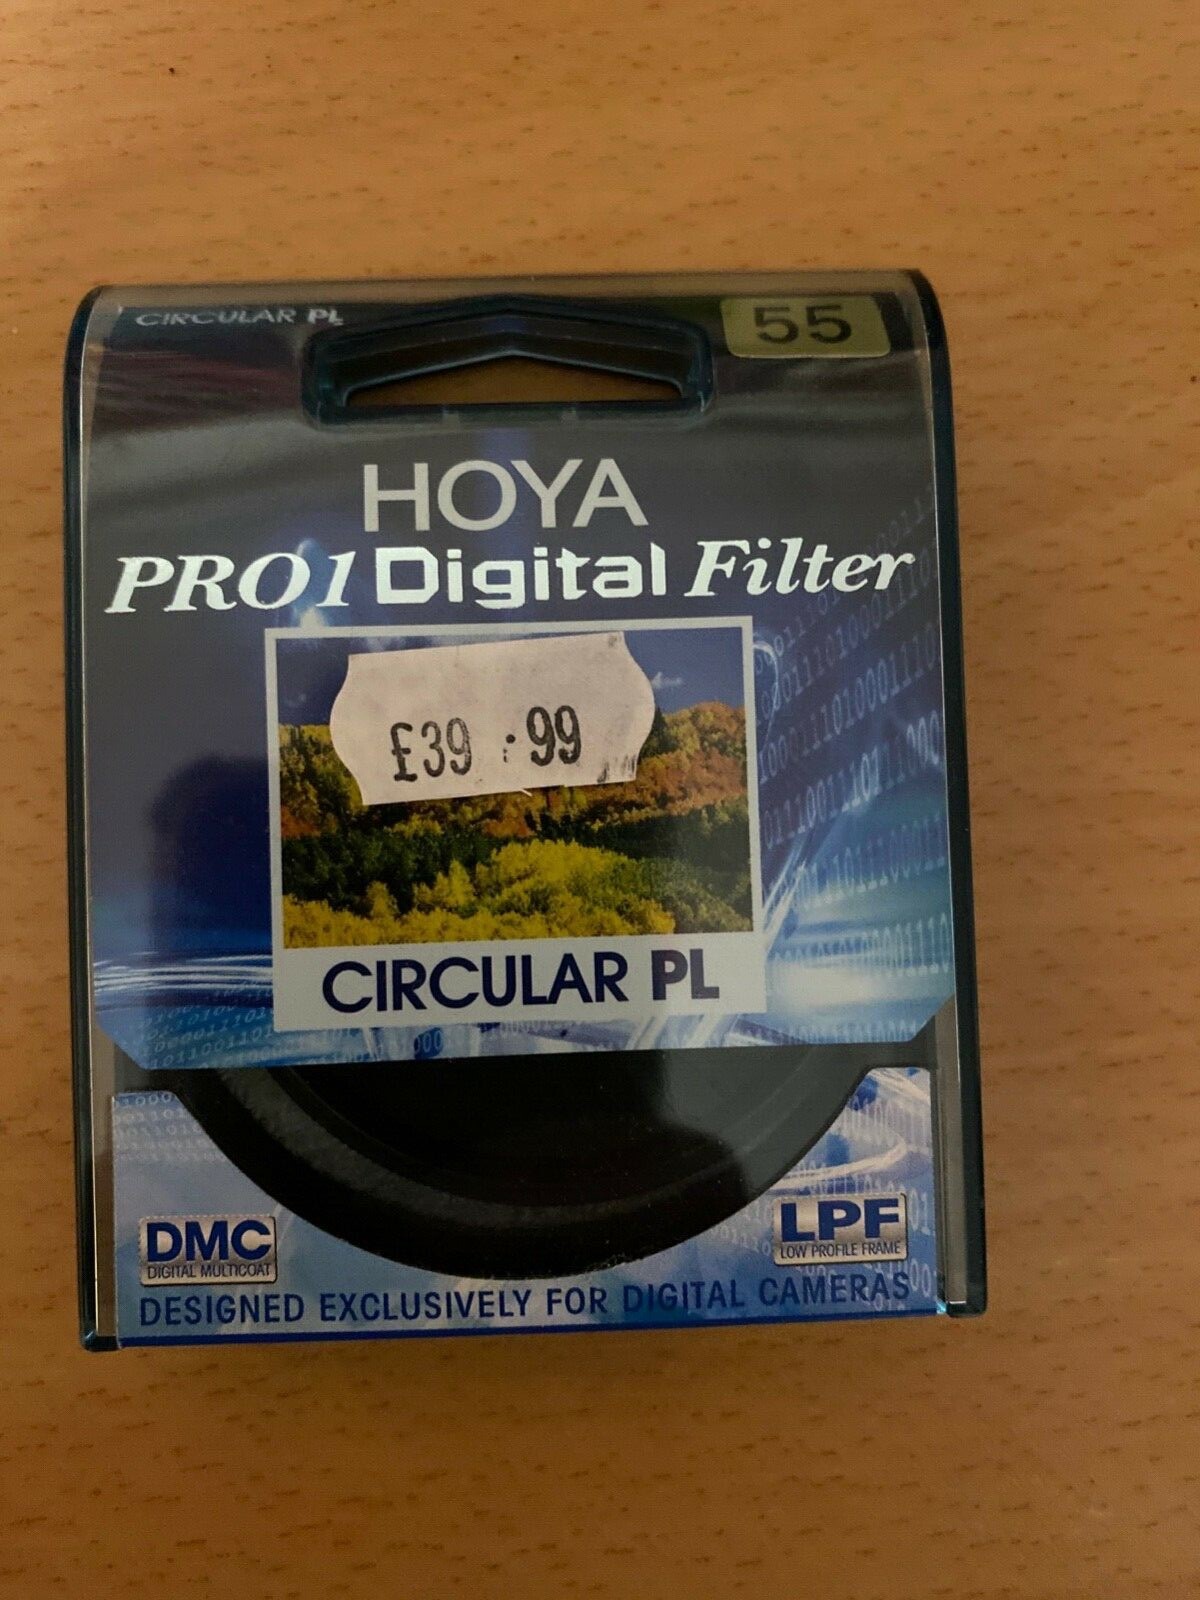 CIRCULAR PL
55
HOYA
PRO1 Digital Filter
£39 .99
CIRCULAR PL
DMC
DIGITAL MULTICOAT
LPF
LOW PROFILE FRAME
DESIGNED EXCLUSIVELY FOR DIGITAL CAMERAS